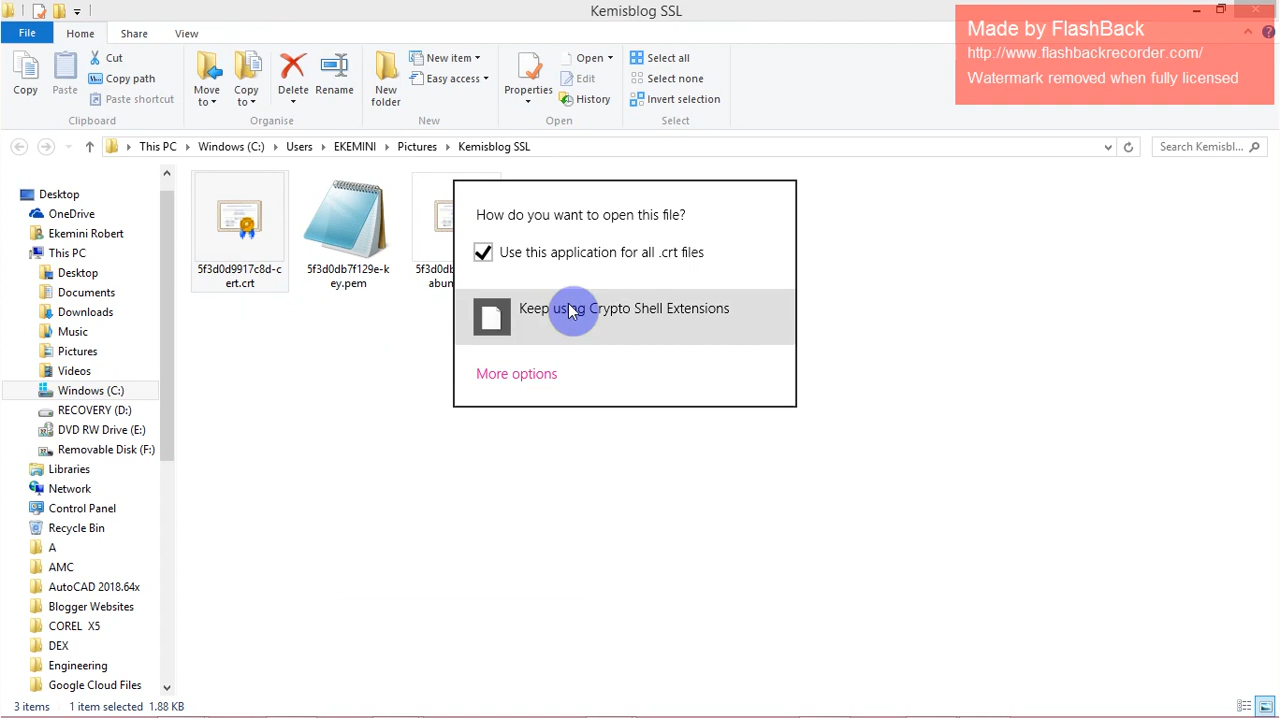 Kemisblog SSL
Made by FlashBack
http://www.flashbackrecorder.com/
Watermark removed when fully licensed
File
Home
Share
View
Copy
Paste
Cut
Copy path
Paste shortcut
Clipboard
Move to
Copy to
Delete
Rename
Organise
New folder
New item
Easy access
New
Properties
Open
Edit
History
Open
Select all
Select none
Invert selection
Select
This PC
Windows (C:)
Users
EKEMINI
Pictures
Kemisblog SSL
Search Kemisbl...
Desktop
OneDrive
Ekemini Robert
This PC
Desktop
Documents
Downloads
Music
Pictures
Videos
Windows (C:)
RECOVERY (D:)
DVD RW Drive (E:)
Removable Disk (F:)
Libraries
Network
Control Panel
Recycle Bin
A
AMC
AutoCAD 2018.64x
Blogger Websites
COREL X5
DEX
Engineering
Google Cloud Files
5f3d0d9917c8d-c
ert.crt
5f3d0db7f129e-k
ey.pem
5f3d0d
abun
How do you want to open this file?
Use this application for all .crt files
Keep using Crypto Shell Extensions
More options
3 items
1 item selected 1.88 KB